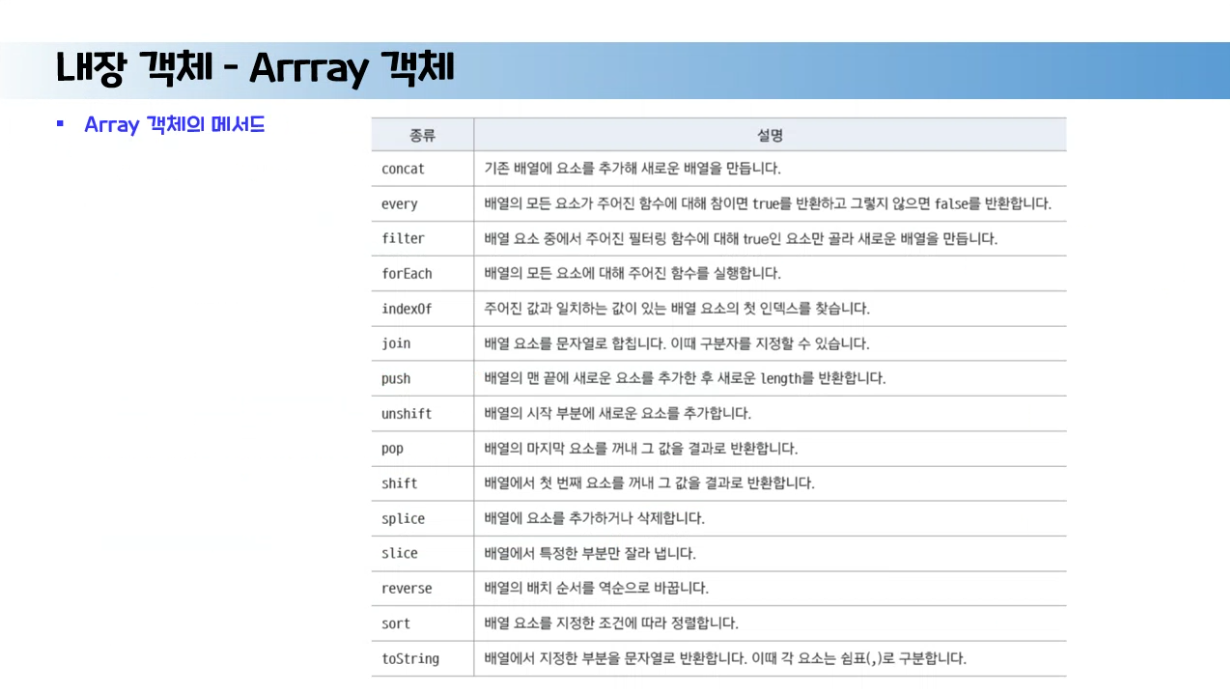 내장 객체 - Arrray 객체
▪ Array 객체의 메서드
종류 설명
concat 기존 배열에 요소를 추가해 새로운 배열을 만듭니다.
every 배열의 모든 요소가 주어진 함수에 대해 참이면 true를 반환하고 그렇지 않으면 false를 반환합니다.
filter 배열 요소 중에서 주어진 필터링 함수에 대해 true인 요소만 골라 새로운 배열을 만듭니다.
forEach 배열의 모든 요소에 대해 주어진 함수를 실행합니다.
indexOf 주어진 값과 일치하는 값이 있는 배열 요소의 첫 인덱스를 찾습니다.
join 배열 요소를 문자열로 합칩니다. 이때 구분자를 지정할 수 있습니다.
push 배열의 맨 끝에 새로운 요소를 추가한 후 새로운 length를 반환합니다.
unshift 배열의 시작 부분에 새로운 요소를 추가합니다.
pop 배열의 마지막 요소를 꺼내 그 값을 결과로 반환합니다.
shift 배열에서 첫 번째 요소를 꺼내 그 값을 결과로 반환합니다.
splice 배열에 요소를 추가하거나 삭제합니다.
slice 배열에서 특정한 부분만 잘라 냅니다.
reverse 배열의 배치 순서를 역순으로 바꿉니다.
sort 배열 요소를 지정한 조건에 따라 정렬합니다.
toString 배열에서 지정한 부분을 문자열로 반환합니다. 이때 각 요소는 쉼표(,)로 구분합니다.